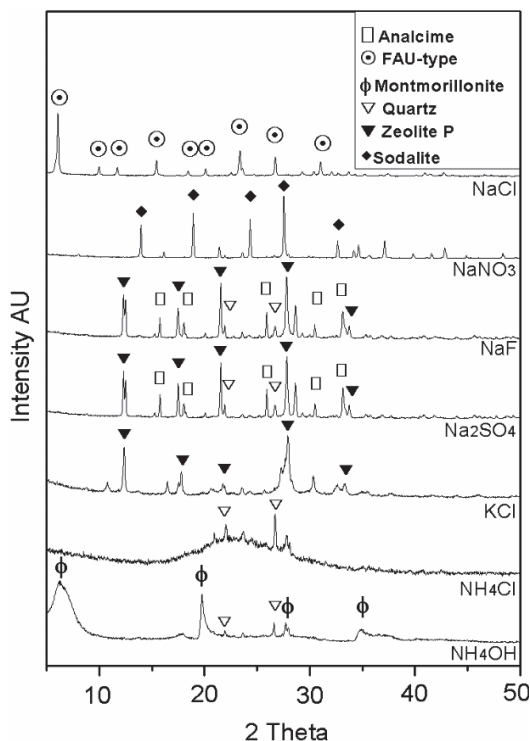 Analcime
FAU-type
Montmorillonite
Quartz
Zeolite P
Sodalite
NaCl
NaNO3
NaF
Na2SO4
KCl
NH4Cl
NH4OH
Intensity AU
10 20 30 40 50
2 Theta